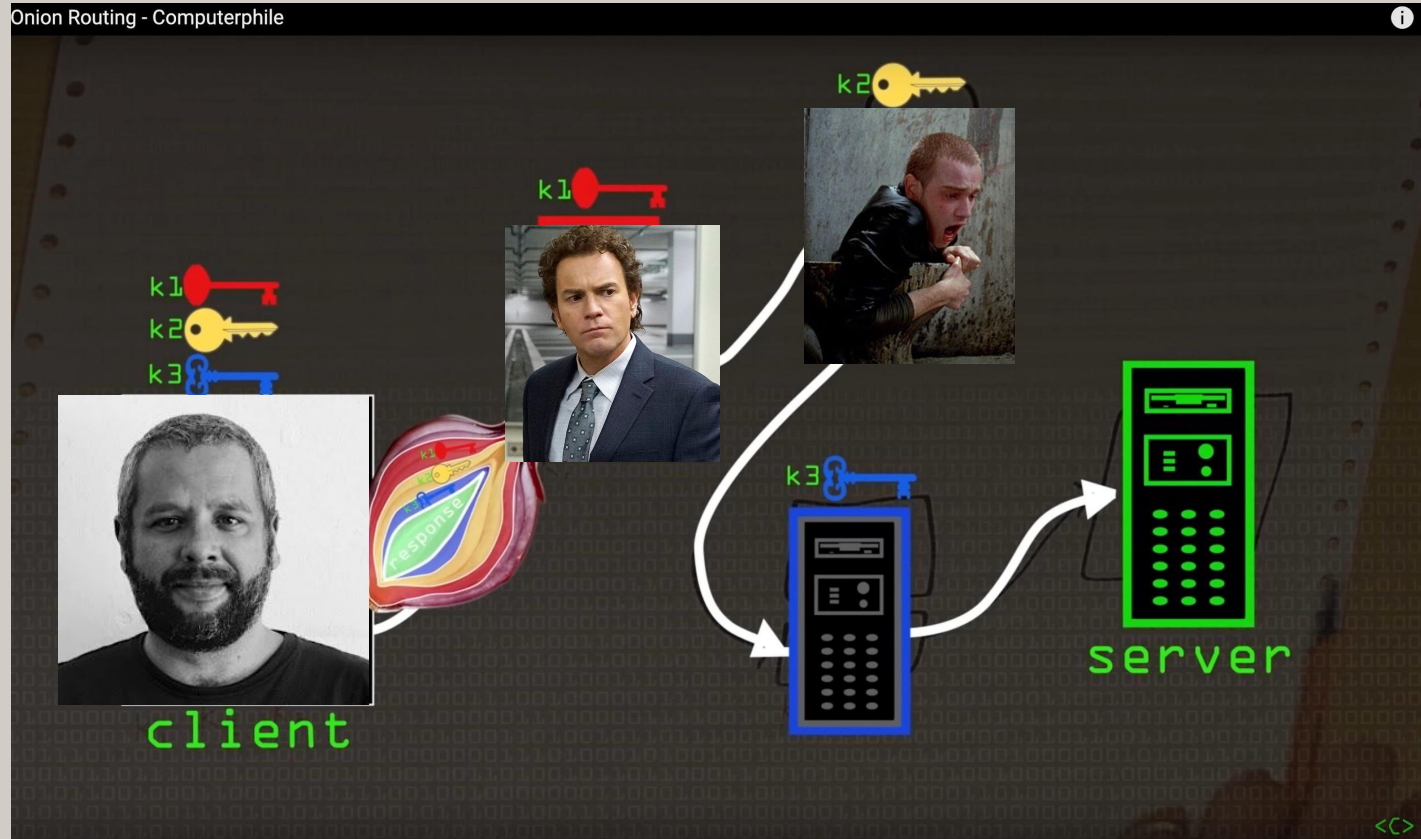 Onion Routing - Computerphile
k2
k1
k1
k2
k3
k1
k2
k3
response
k3
server
client
<C>